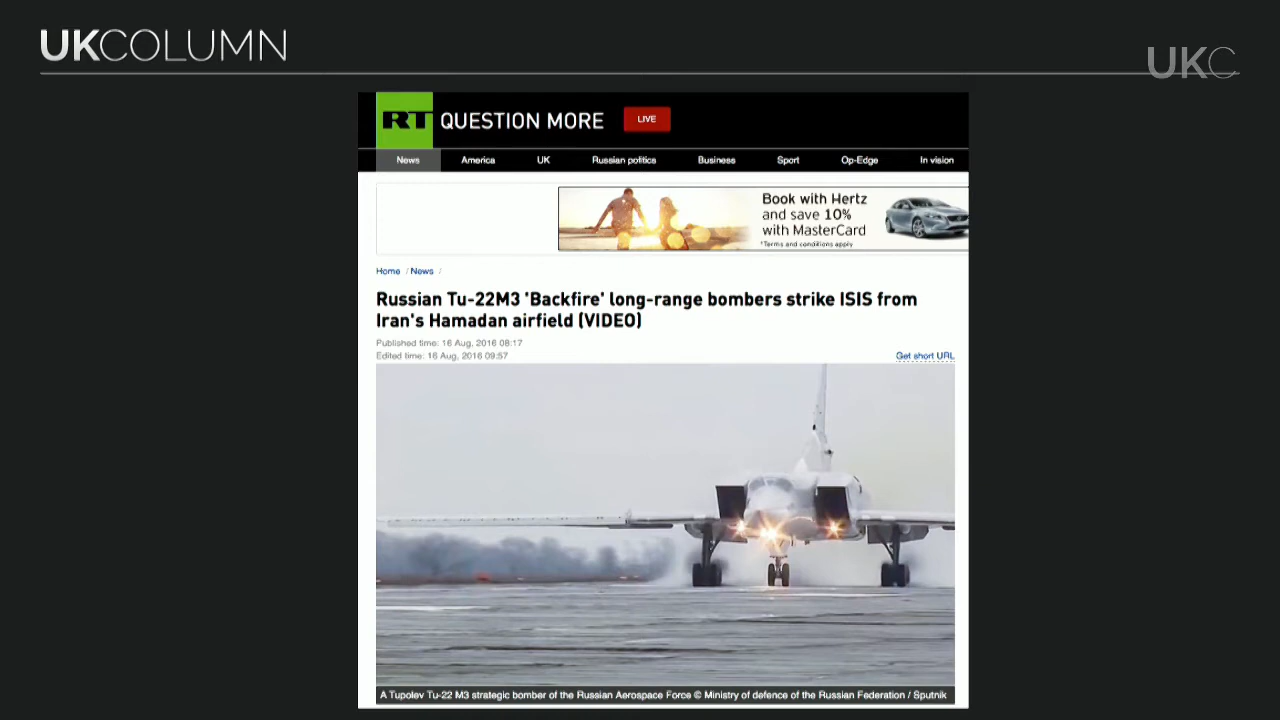 UKCOLUMN
UKC
RT QUESTION MORE LIVE
News America UK Russian politics Business Sport Op-Edge In vision
Book with Hertz
and save 10%
with MasterCard
*Terms and conditions apply
Home / News /
Russian Tu-22M3 'Backfire' long-range bombers strike ISIS from
Iran's Hamadan airfield (VIDEO)
Published time: 16 Aug, 2016 08:17
Edited time: 16 Aug, 2016 09:57
Get short URL
A Tupolev Tu-22 M3 strategic bomber of the Russian Aerospace Force © Ministry of defence of the Russian Federation / Sputnik